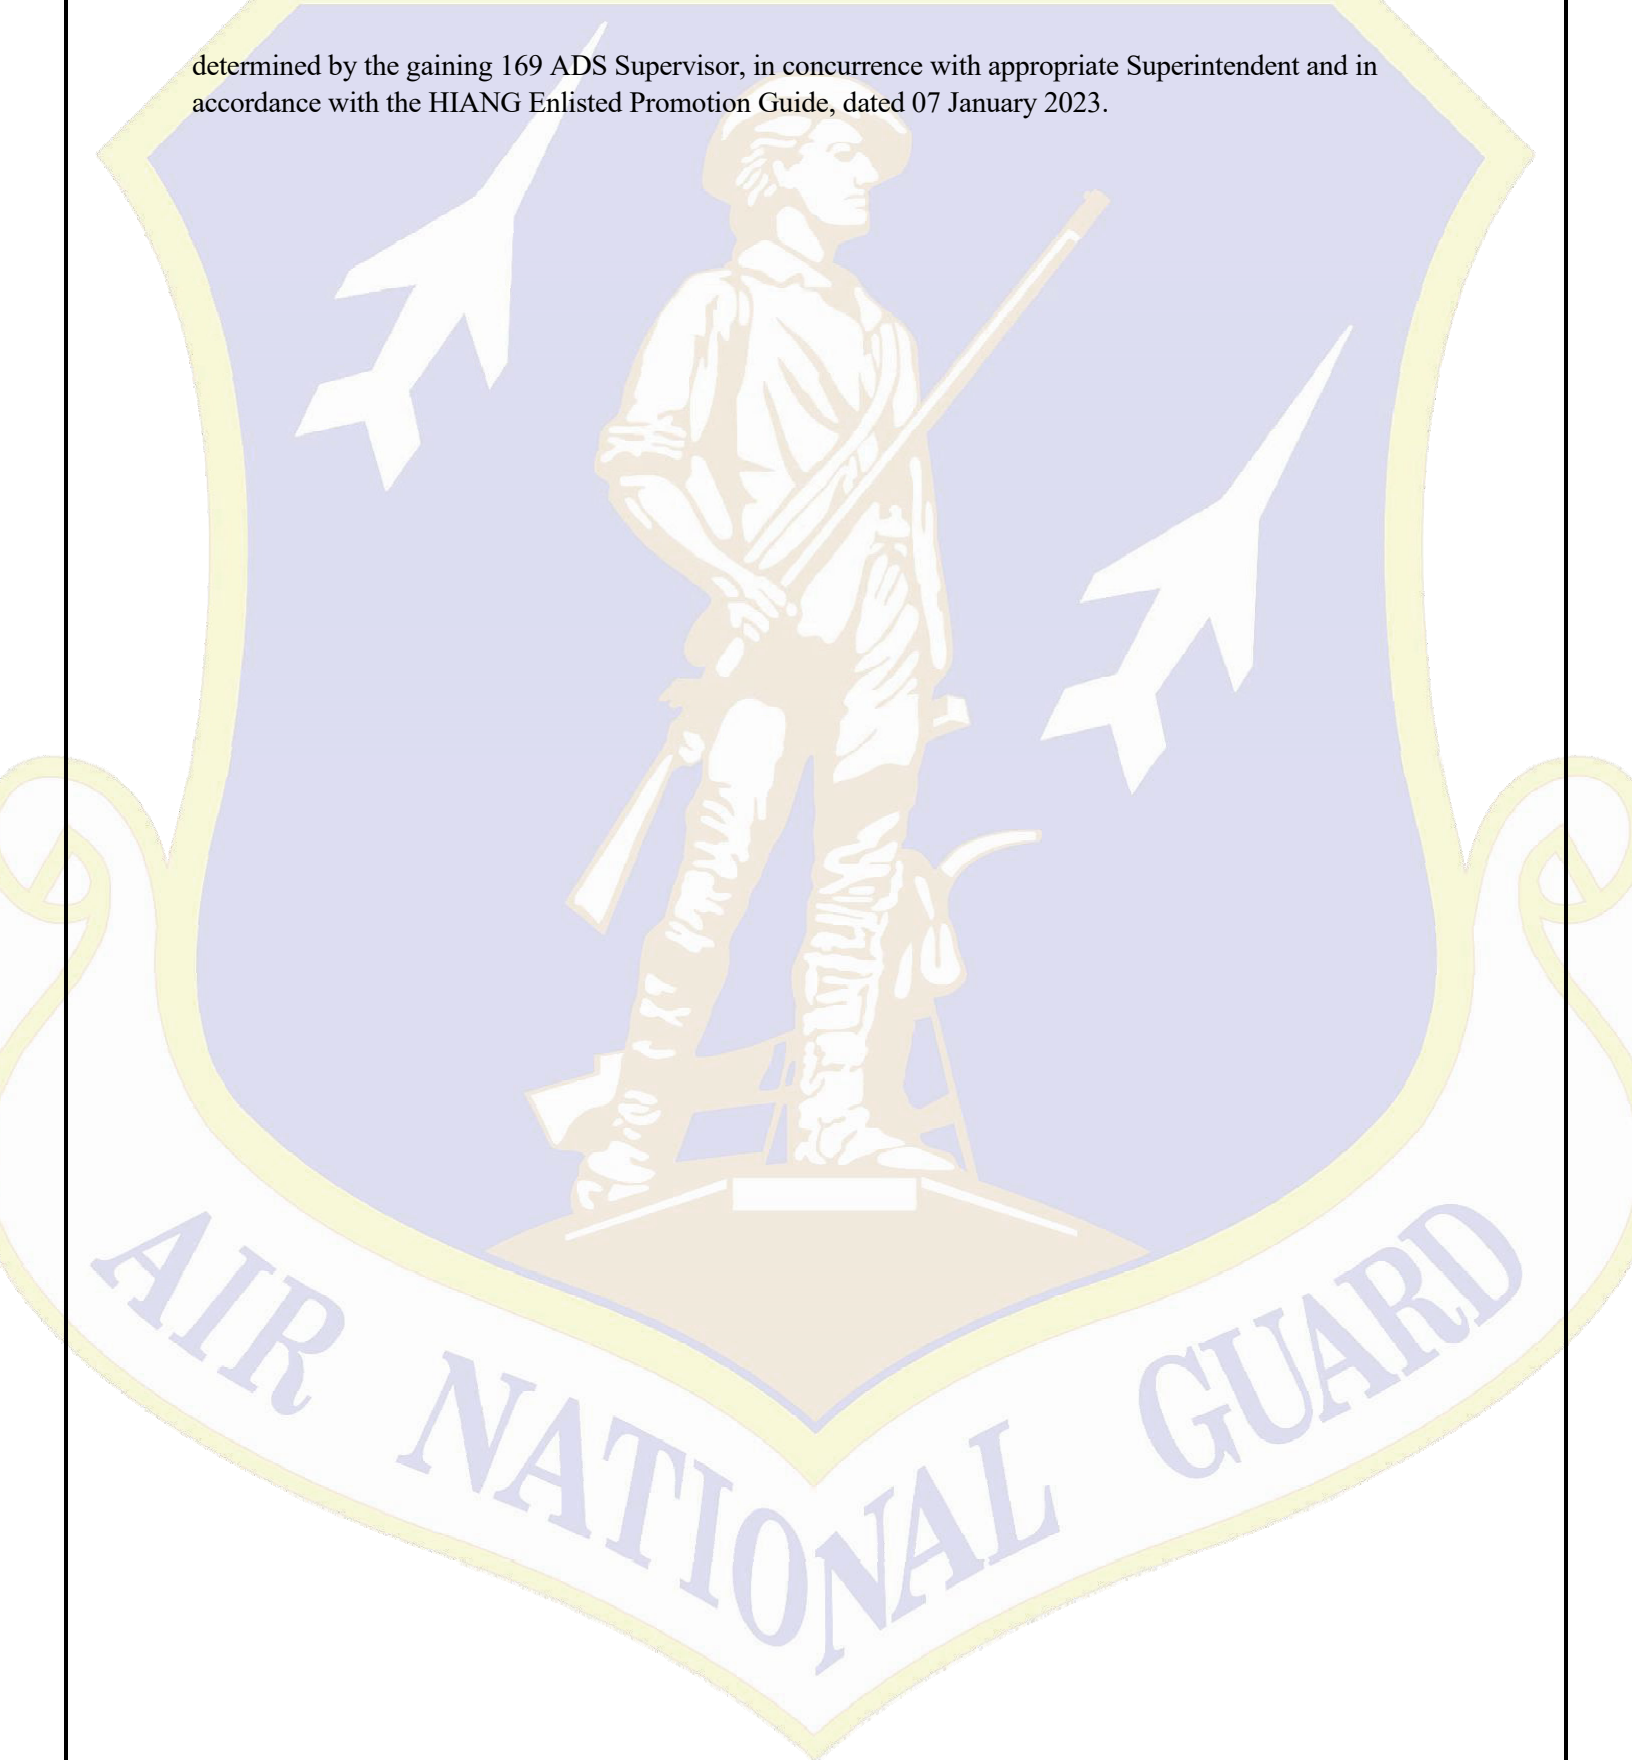 determined by the gaining 169 ADS Supervisor, in concurrence with appropriate Superintendent and in
accordance with the HIANG Enlisted Promotion Guide, dated 07 January 2023.
AIR NATIONAL GUARD